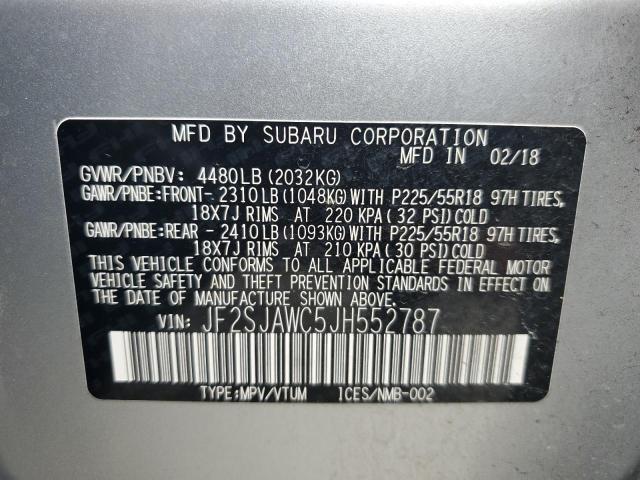 MFD BY SUBARU CORPORATION
MFD IN 02/18
GVWR/PNBV: 4480LB (2032KG)
GAWR/PNBE:FRONT- 2310LB (1048KG)WITH P225/55R18 97H TIRES,
18X7J RIMS AT 220 KPA ( 32 PSI)COLD
GAWR/PNBE:REAR - 2410LB (1093KG)WITH P225/55R18 97H TIRES,
18X7J RIMS AT 210 KPA ( 30 PSI)COLD
THIS VEHICLE CONFORMS TO ALL APPLICABLE FEDERAL MOTOR
VEHICLE SAFETY AND THEFT PREVENTION STANDARDS IN EFFECT
ON THE DATE OF MANUFACTURE SHOWN ABOVE.
VIN: JF2SJAWC5JH552787
TYPE:MPV/VTUM ICES/NMB-002